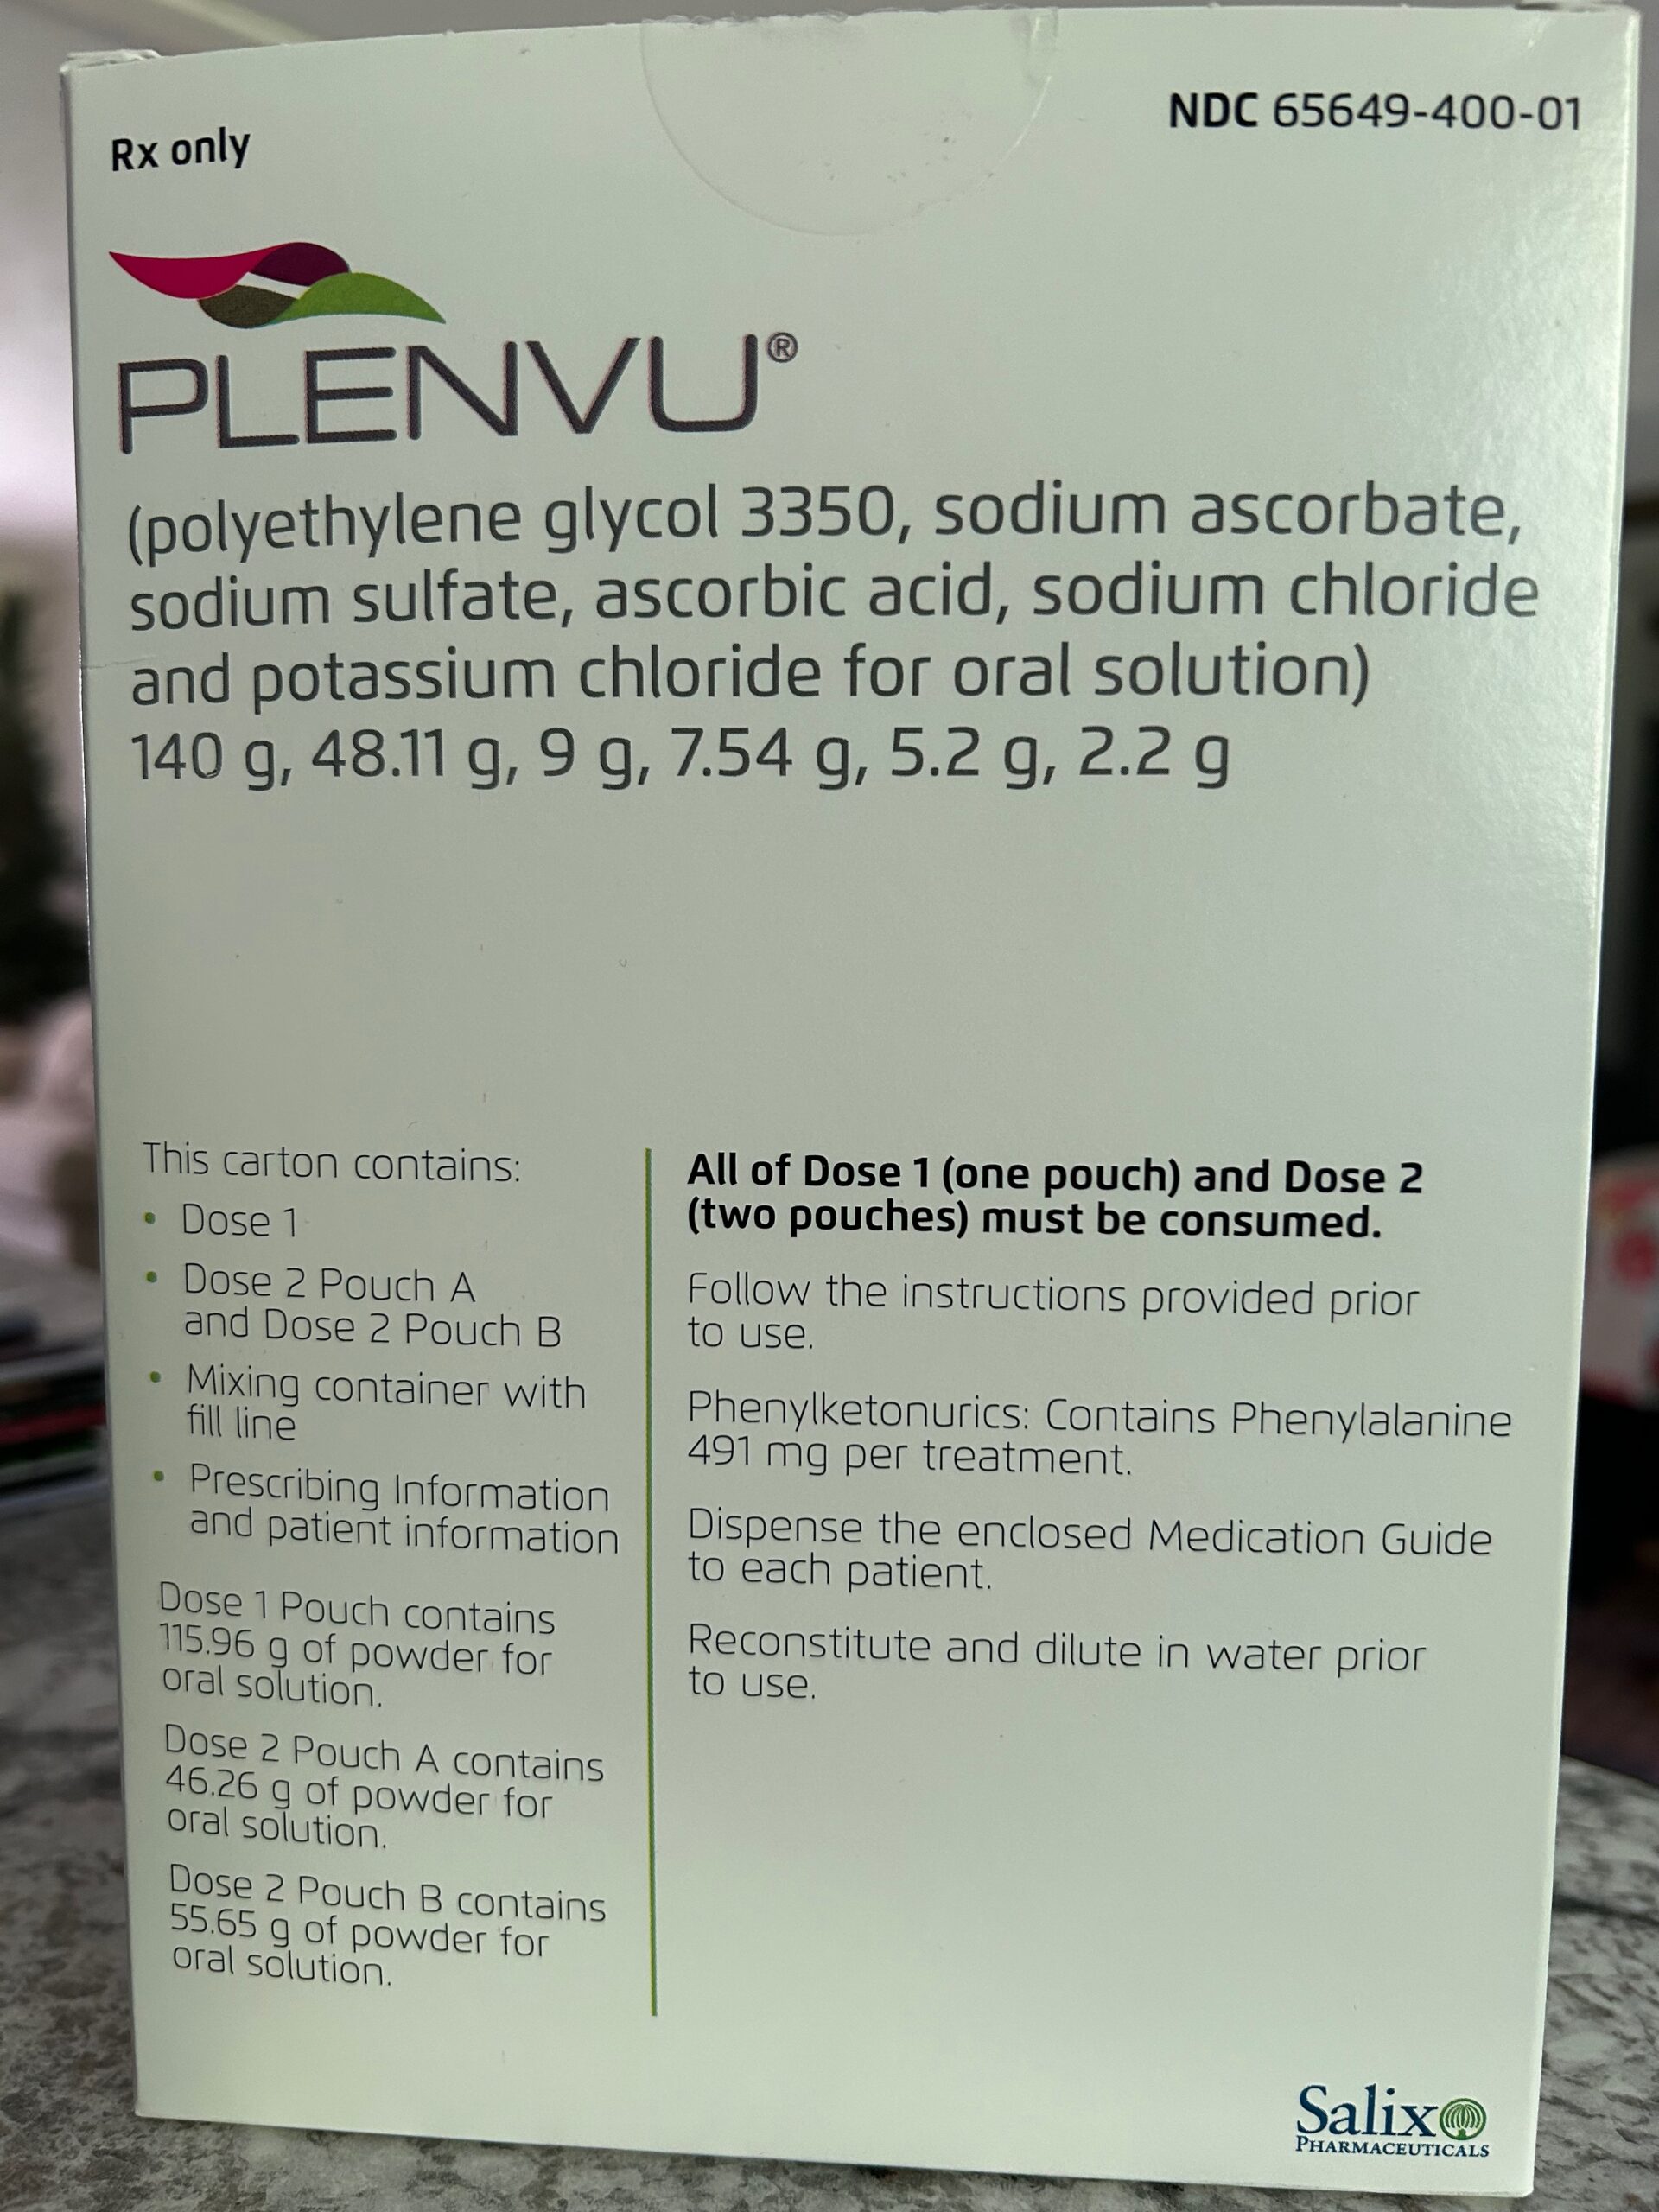 Rx only
NDC 65649-400-01
PLENVU®
(polyethylene glycol 3350, sodium ascorbate,
sodium sulfate, ascorbic acid, sodium chloride
and potassium chloride for oral solution)
140 g, 48.11 g, 9 g, 7.54 g, 5.2 g, 2.2 g
This carton contains:
• Dose 1
• Dose 2 Pouch A
and Dose 2 Pouch B
• Mixing container with
fill line
• Prescribing Information
and patient information
Dose 1 Pouch contains
115.96 g of powder for
oral solution.
Dose 2 Pouch A contains
46.26 g of powder for
oral solution.
Dose 2 Pouch B contains
55.65 g of powder for
oral solution.
All of Dose 1 (one pouch) and Dose 2
(two pouches) must be consumed.
Follow the instructions provided prior
to use.
Phenylketonurics: Contains Phenylalanine
491 mg per treatment.
Dispense the enclosed Medication Guide
to each patient.
Reconstitute and dilute in water prior
to use.
Salix
PHARMACEUTICALS